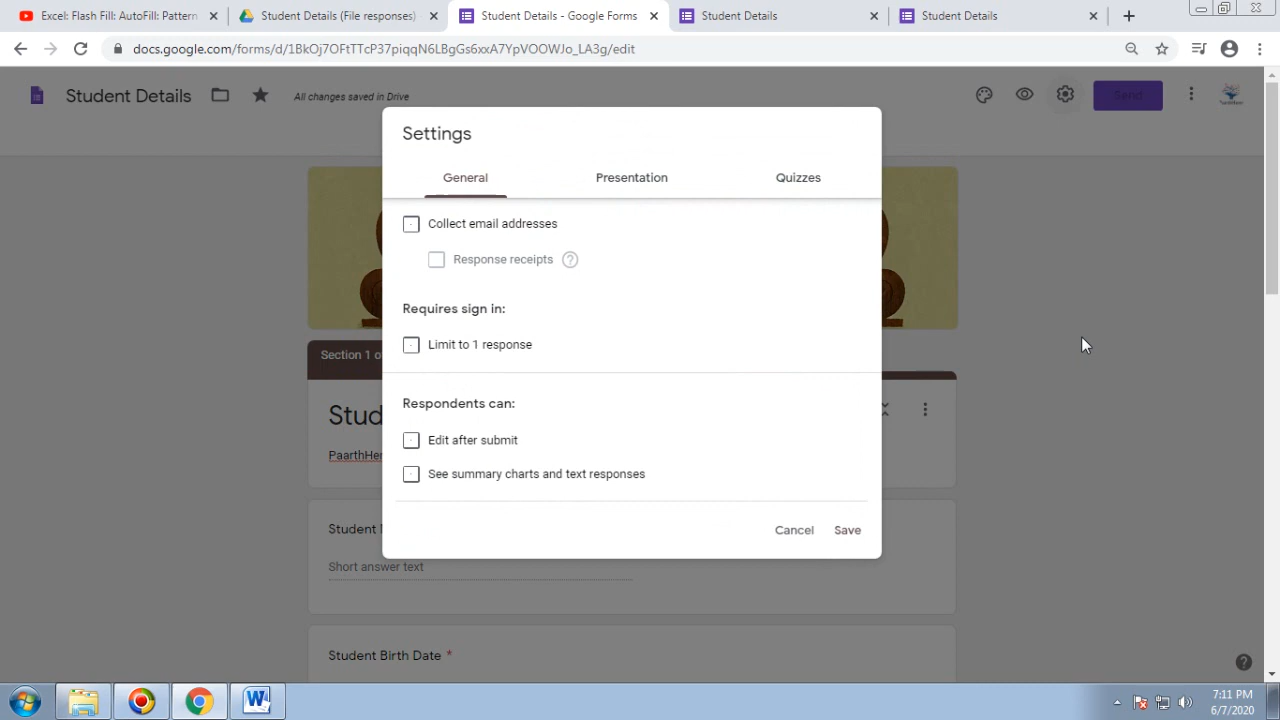 Excel: Flash Fill: AutoFill: Pattern
Student Details (File responses)
Student Details - Google Forms
Student Details
Student Details
docs.google.com/forms/d/1BkOj7OFtTTcP37piqqN6LBgGs6xxA7YpVOOWJo_LA3g/edit
Student Details
All changes saved in Drive
Send
Settings
General
Presentation
Quizzes
Collect email addresses
Response receipts
Requires sign in:
Limit to 1 response
Section 1 o
Respondents can:
Stud
Edit after submit
PaarthHer
See summary charts and text responses
Student N
Cancel
Save
Short answer text
Student Birth Date *
7:11 PM
6/7/2020